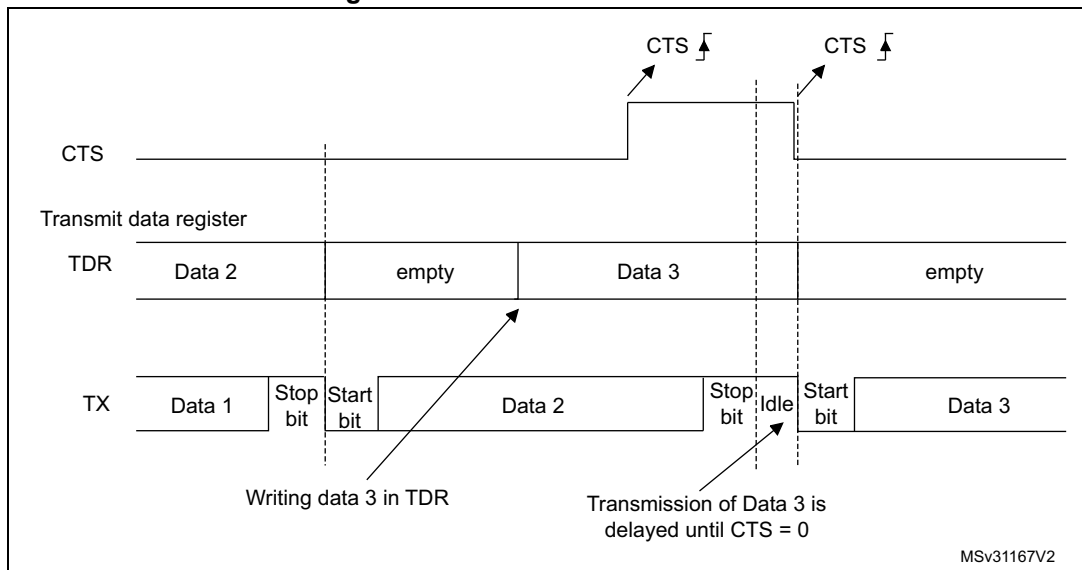 CTS CTS
CTS
Transmit data register
TDR Data 2 empty Data 3 empty
TX Data 1 Stop bit Start bit Data 2 Stop bit Idle Start bit Data 3
Writing data 3 in TDR
Transmission of Data 3 is
delayed until CTS = 0
MSv31167V2